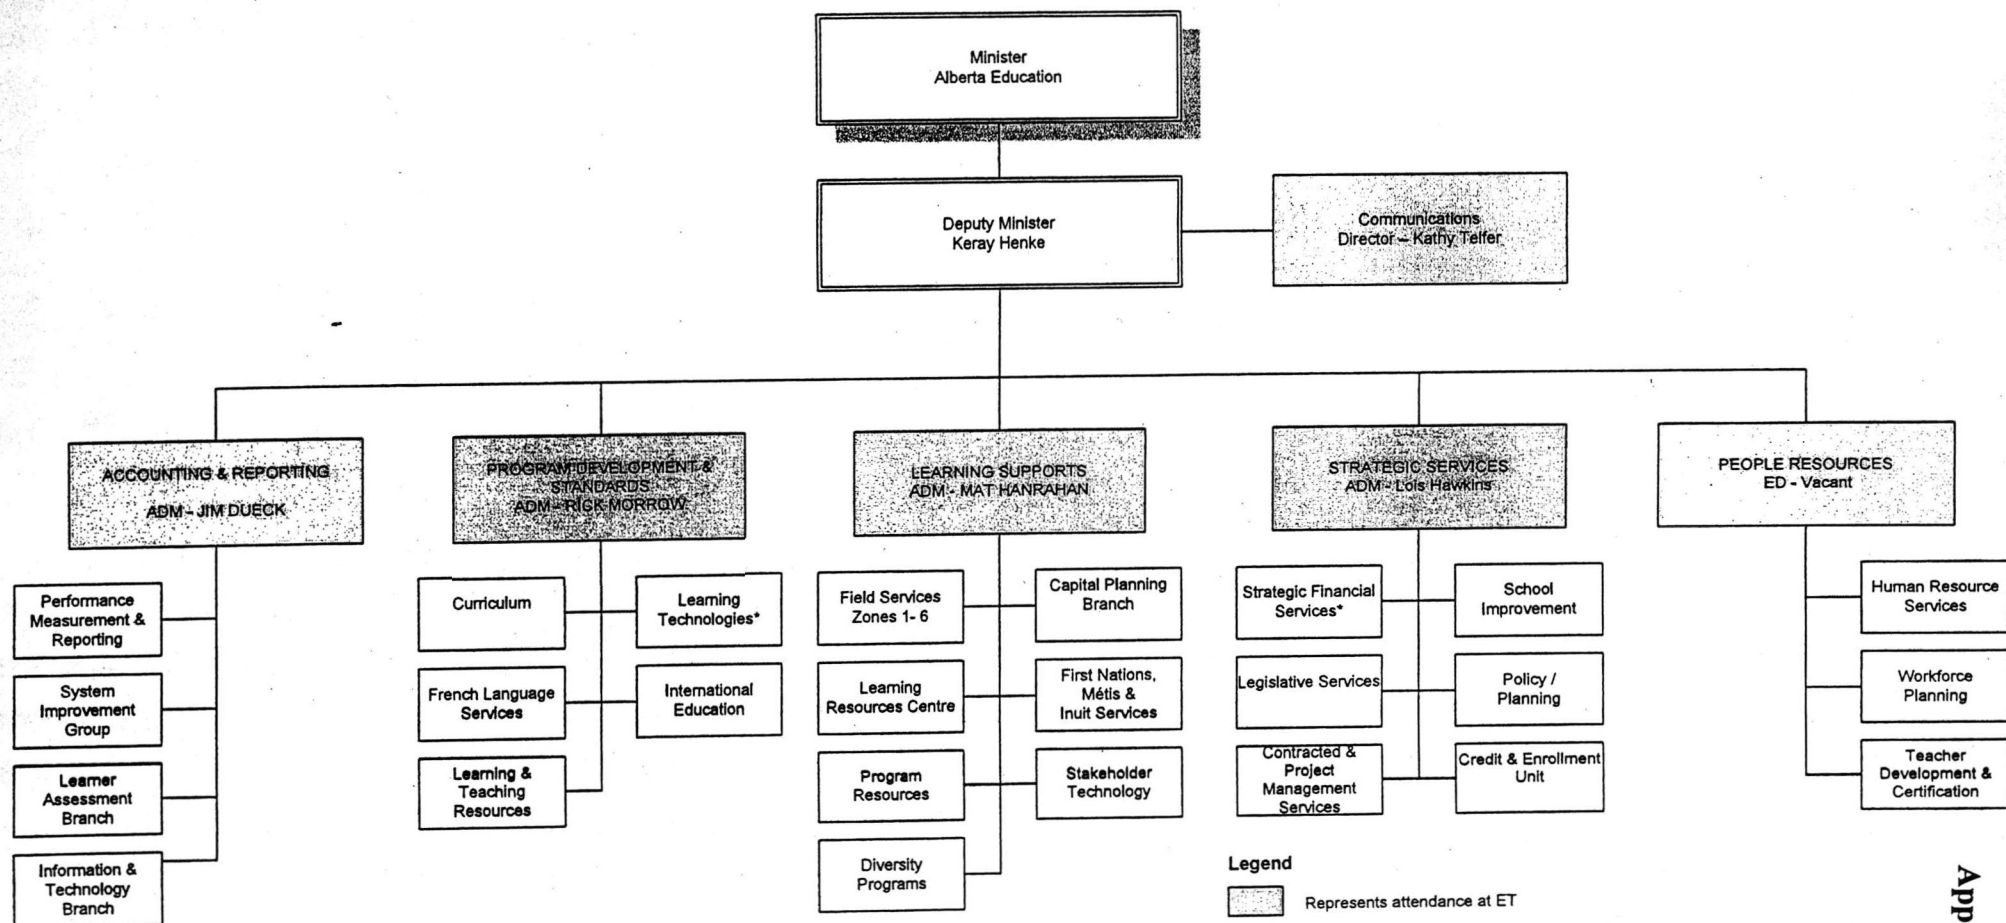 Minister
Alberta Education
Deputy Minister
Keray Henke
Communications
Director – Kathy Telfer
ACCOUNTING & REPORTING
ADM - JIM DUECK
PROGRAM DEVELOPMENT &
STANDARDS
ADM - RICK MORROW
LEARNING SUPPORTS
ADM - MAT HANRAHAN
STRATEGIC SERVICES
ADM - Lois Hawkins
PEOPLE RESOURCES
ED - Vacant
Performance
Measurement &
Reporting
System
Improvement
Group
Learner
Assessment
Branch
Information &
Technology
Branch
Curriculum
Learning
Technologies*
French Language
Services
International
Education
Learning &
Teaching
Resources
Field Services
Zones 1- 6
Capital Planning
Branch
Learning
Resources Centre
First Nations,
Métis &
Inuit Services
Program
Resources
Stakeholder
Technology
Diversity
Programs
Strategic Financial
Services*
School
Improvement
Legislative Services
Policy /
Planning
Contracted &
Project
Management
Services
Credit & Enrollment
Unit
Human Resource
Services
Workforce
Planning
Teacher
Development &
Certification
Legend
Represents attendance at ET
App